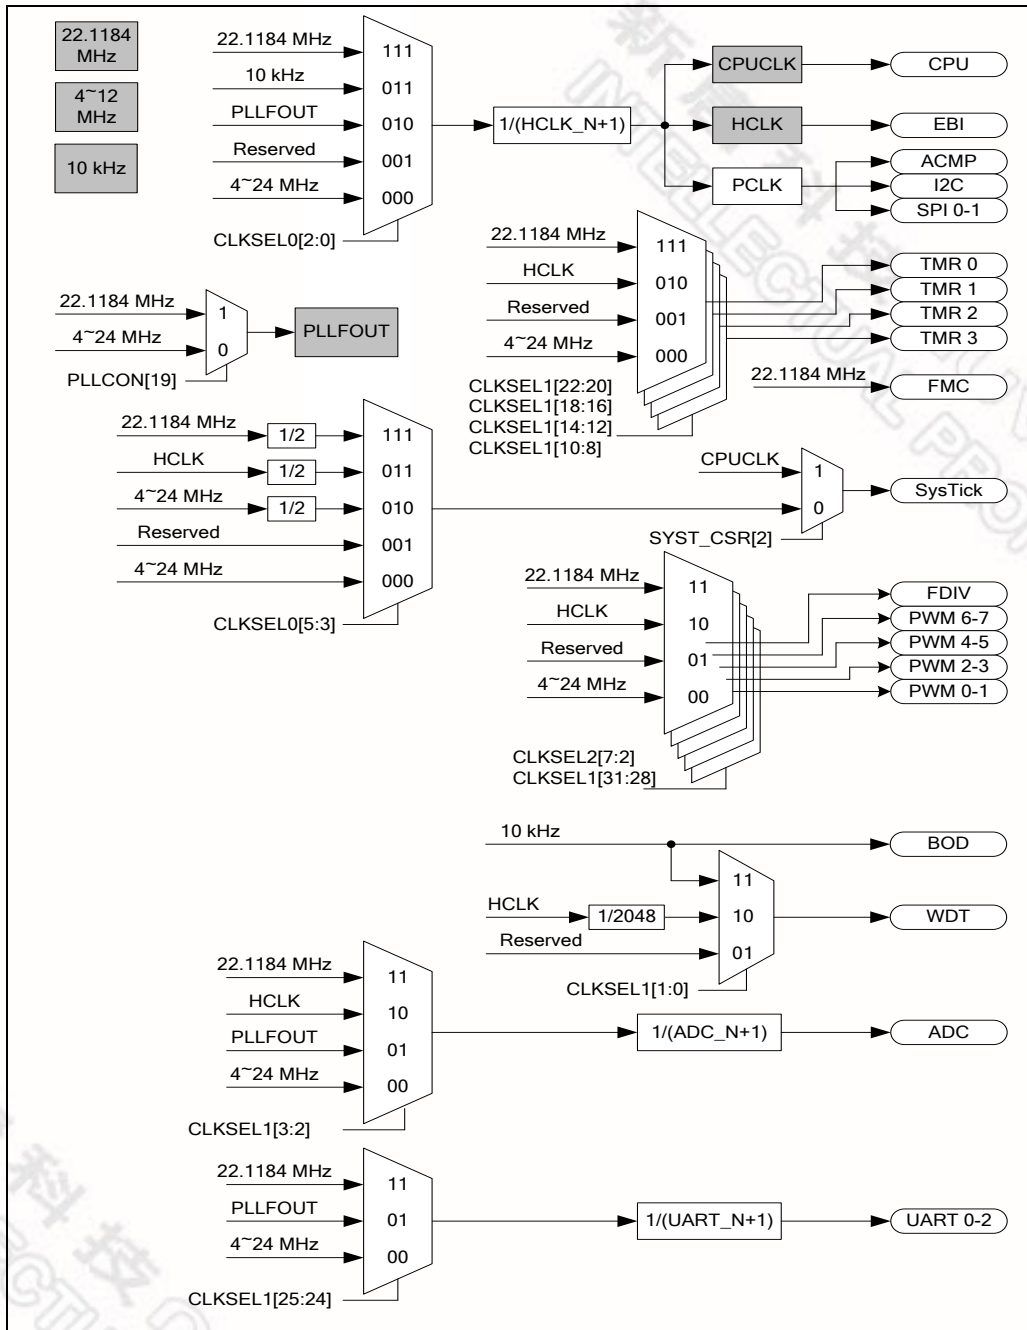 22.1184
MHz
4~12
MHz
10 kHz
22.1184 MHz
111
10 kHz
011
PLLFOUT
010
Reserved
001
4~24 MHz
000
CLKSEL0[2:0]
1/(HCLK_N+1)
CPUCLK
CPU
HCLK
EBI
PCLK
ACMP
I2C
SPI 0-1
22.1184 MHz
111
HCLK
010
Reserved
001
4~24 MHz
000
CLKSEL1[22:20]
CLKSEL1[18:16]
CLKSEL1[14:12]
CLKSEL1[10:8]
TMR 0
TMR 1
TMR 2
TMR 3
22.1184 MHz
FMC
22.1184 MHz
1
4~24 MHz
0
PLLCON[19]
PLLFOUT
22.1184 MHz
1/2
111
HCLK
1/2
011
4~24 MHz
1/2
010
Reserved
001
4~24 MHz
000
CLKSEL0[5:3]
CPUCLK
1
0
SYST_CSR[2]
SysTick
22.1184 MHz
11
HCLK
10
Reserved
01
4~24 MHz
00
CLKSEL2[7:2]
CLKSEL1[31:28]
FDIV
PWM 6-7
PWM 4-5
PWM 2-3
PWM 0-1
10 kHz
BOD
11
HCLK
1/2048
10
WDT
Reserved
01
CLKSEL1[1:0]
22.1184 MHz
11
HCLK
10
PLLFOUT
01
4~24 MHz
00
CLKSEL1[3:2]
1/(ADC_N+1)
ADC
22.1184 MHz
11
PLLFOUT
01
4~24 MHz
00
CLKSEL1[25:24]
1/(UART_N+1)
UART 0-2